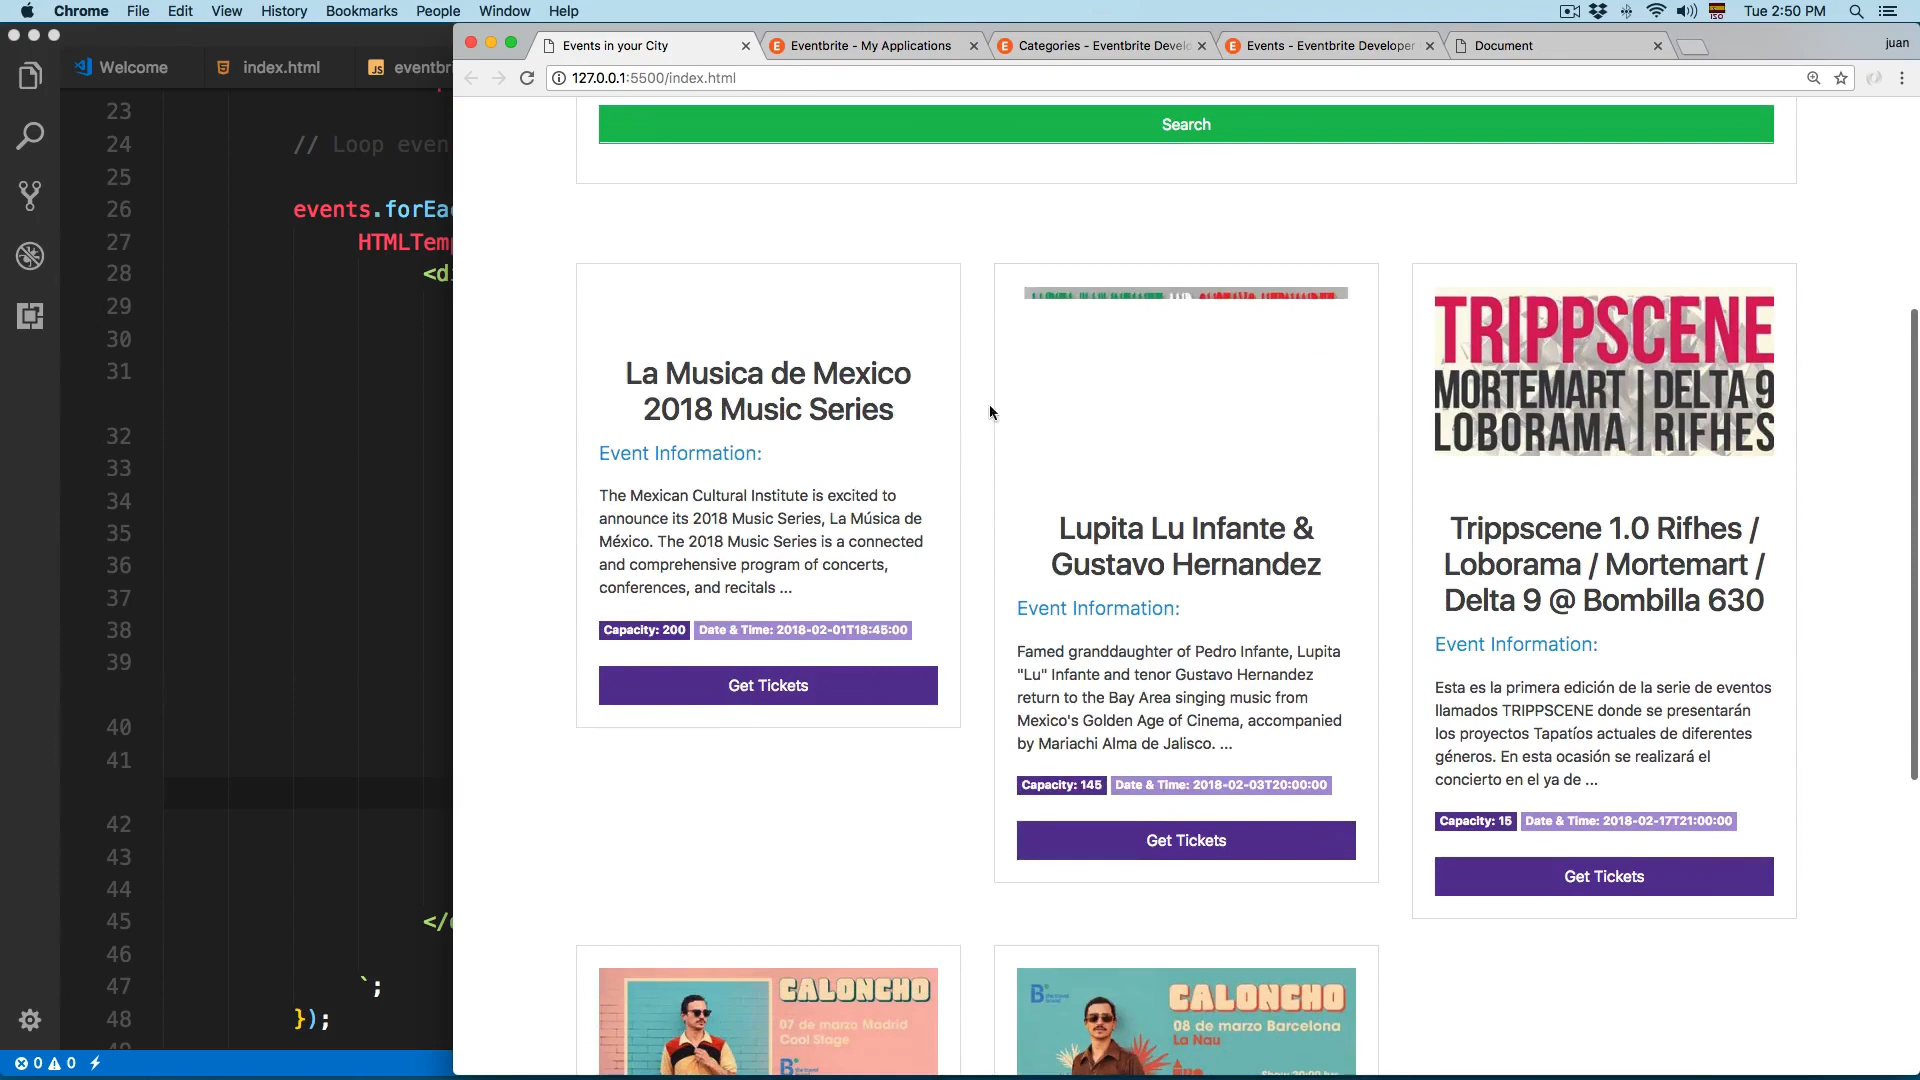 Chrome File Edit View History Bookmarks People Window Help
ISO
Tue 2:50 PM
Welcome
index.html
JS
eventbr
Events in your City
Eventbrite - My Applications
Categories - Eventbrite Develo
Events - Eventbrite Developer
Document
juan
127.0.0.1:5500/index.html
23
24 // Loop even
25
26 events.forEac
27 HTMLTemp
28 <di
29
30
31
32
33
34
35
36
37
38
39
40
41
42
43
44
45 </d
46
47 `;
48 });
0 0
Search
La Musica de Mexico
2018 Music Series
Event Information:
The Mexican Cultural Institute is excited to
announce its 2018 Music Series, La Música de
México. The 2018 Music Series is a connected
and comprehensive program of concerts,
conferences, and recitals ...
Capacity: 200 Date & Time: 2018-02-01T18:45:00
Get Tickets
Lupita Lu Infante &
Gustavo Hernandez
Event Information:
Famed granddaughter of Pedro Infante, Lupita
"Lu" Infante and tenor Gustavo Hernandez
return to the Bay Area singing music from
Mexico's Golden Age of Cinema, accompanied
by Mariachi Alma de Jalisco. ...
Capacity: 145 Date & Time: 2018-02-03T20:00:00
Get Tickets
TRIPPSCENE
MORTEMART | DELTA 9
LOBORAMA | RIFHES
Trippscene 1.0 Rifhes /
Loborama / Mortemart /
Delta 9 @ Bombilla 630
Event Information:
Esta es la primera edición de la serie de eventos
llamados TRIPPSCENE donde se presentarán
los proyectos Tapatíos actuales de diferentes
géneros. En esta ocasión se realizará el
concierto en el ya de ...
Capacity: 15 Date & Time: 2018-02-17T21:00:00
Get Tickets
CALONCHO
07 de marzo Madrid
Cool Stage
B
CALONCHO
08 de marzo Barcelona
La Nau